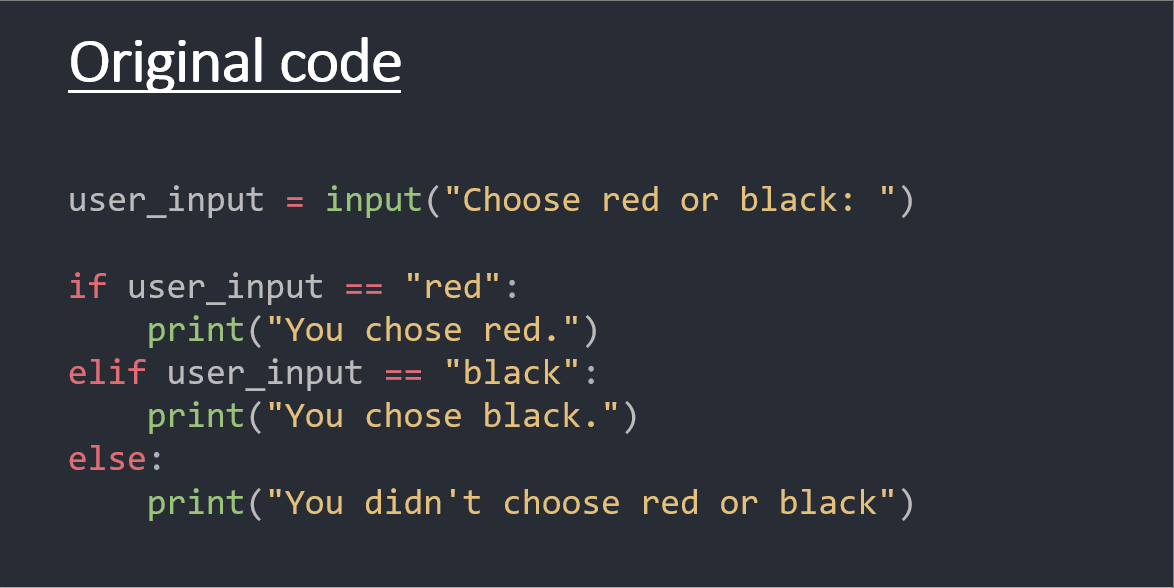 Original code
user_input = input("Choose red or black: ")
if user_input == "red":
    print("You chose red.")
elif user_input == "black":
    print("You chose black.")
else:
    print("You didn't choose red or black")